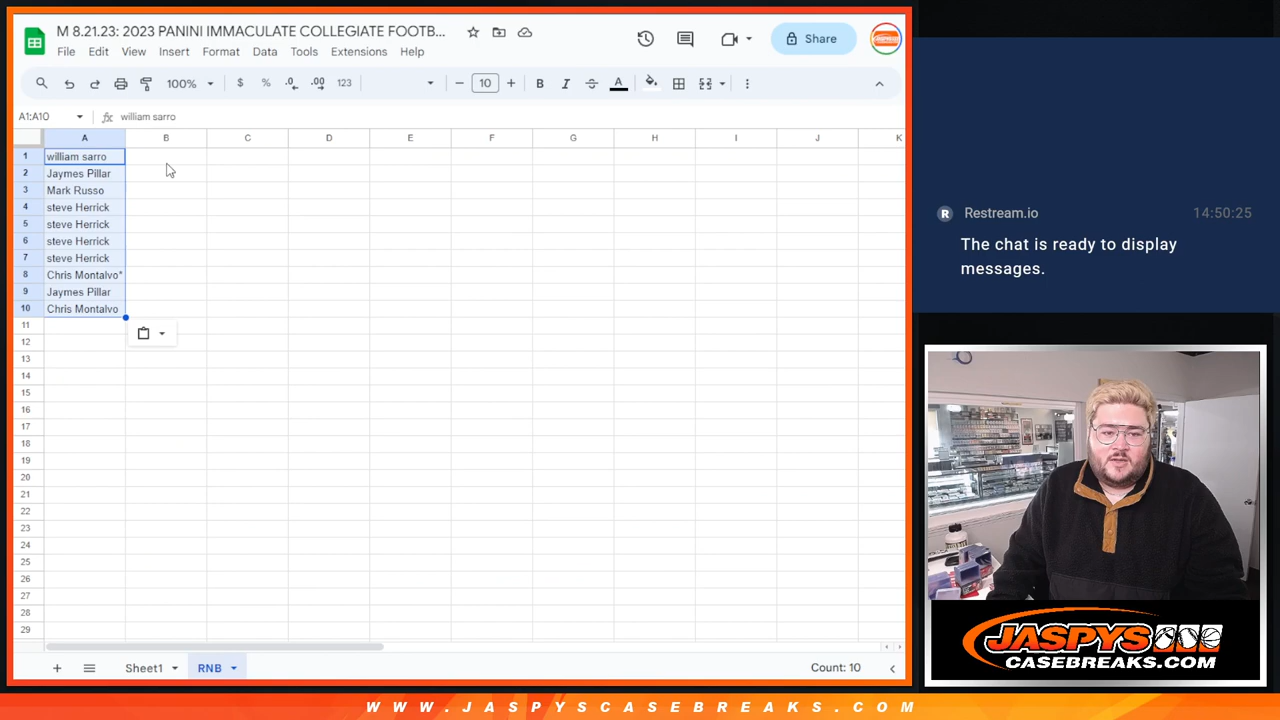 M 8.21.23: 2023 PANINI IMMACULATE COLLEGIATE FOOTB...
File Edit View Insert Format Data Tools Extensions Help
Share
100% $ % .0 .00 123 10 B I A
A1:A10 fx william sarro
A B C D E F G H I J K
1 william sarro
2 Jaymes Pillar
3 Mark Russo
4 steve Herrick
5 steve Herrick
6 steve Herrick
7 steve Herrick
8 Chris Montalvo*
9 Jaymes Pillar
10 Chris Montalvo
11
12
13
14
15
16
17
18
19
20
21
22
23
24
25
26
27
28
29
Sheet1 RNB Count: 10
R Restream.io 14:50:25
The chat is ready to display
messages.
JASPYS
CASEBREAKS.COM
WWW.JASPYSCASEBREAKS.COM